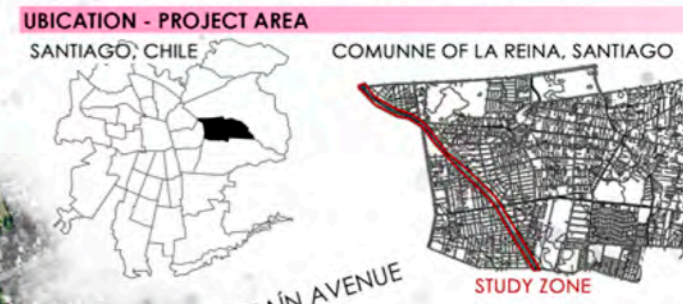 UBICATION - PROJECT AREA
SANTIAGO, CHILE
COMUNNE OF LA REINA, SANTIAGO
AVENUE
STUDY ZONE